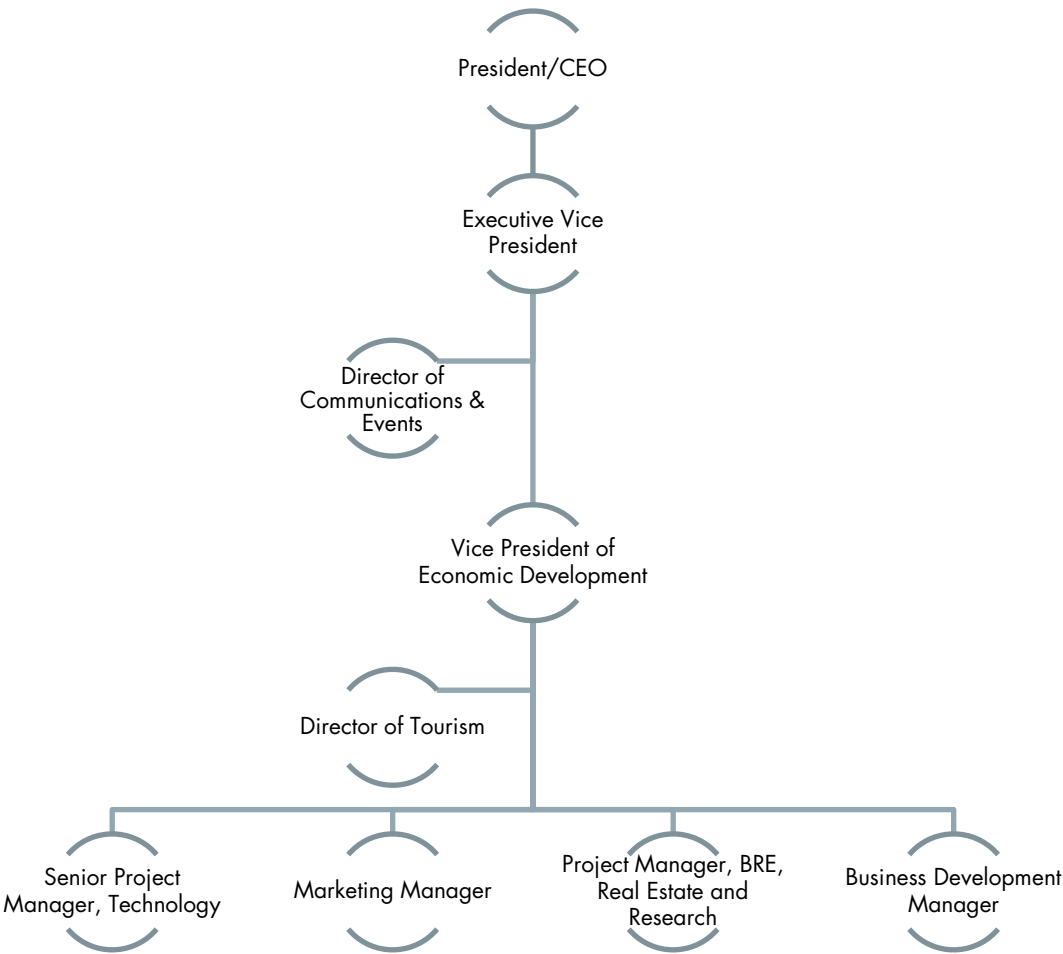 President/CEO
Executive Vice
President
Director of
Communications &
Events
Vice President of
Economic Development
Director of Tourism
Senior Project
Manager, Technology
Marketing Manager
Project Manager, BRE,
Real Estate and
Research
Business Development
Manager